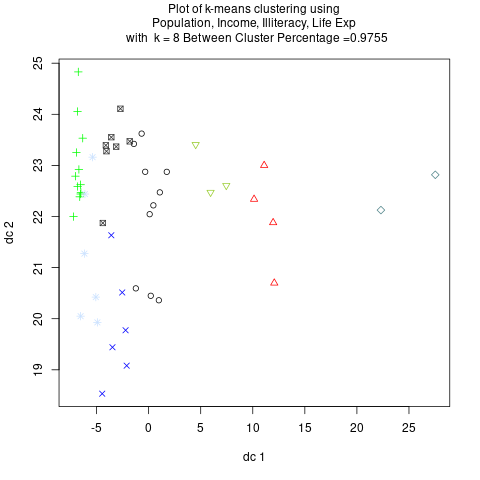 Plot of k-means clustering using
Population, Income, Illiteracy, Life Exp
with k = 8 Between Cluster Percentage =0.9755
25
24
23
22
21
20
19
dc 2
-5 0 5 10 15 20 25
dc 1